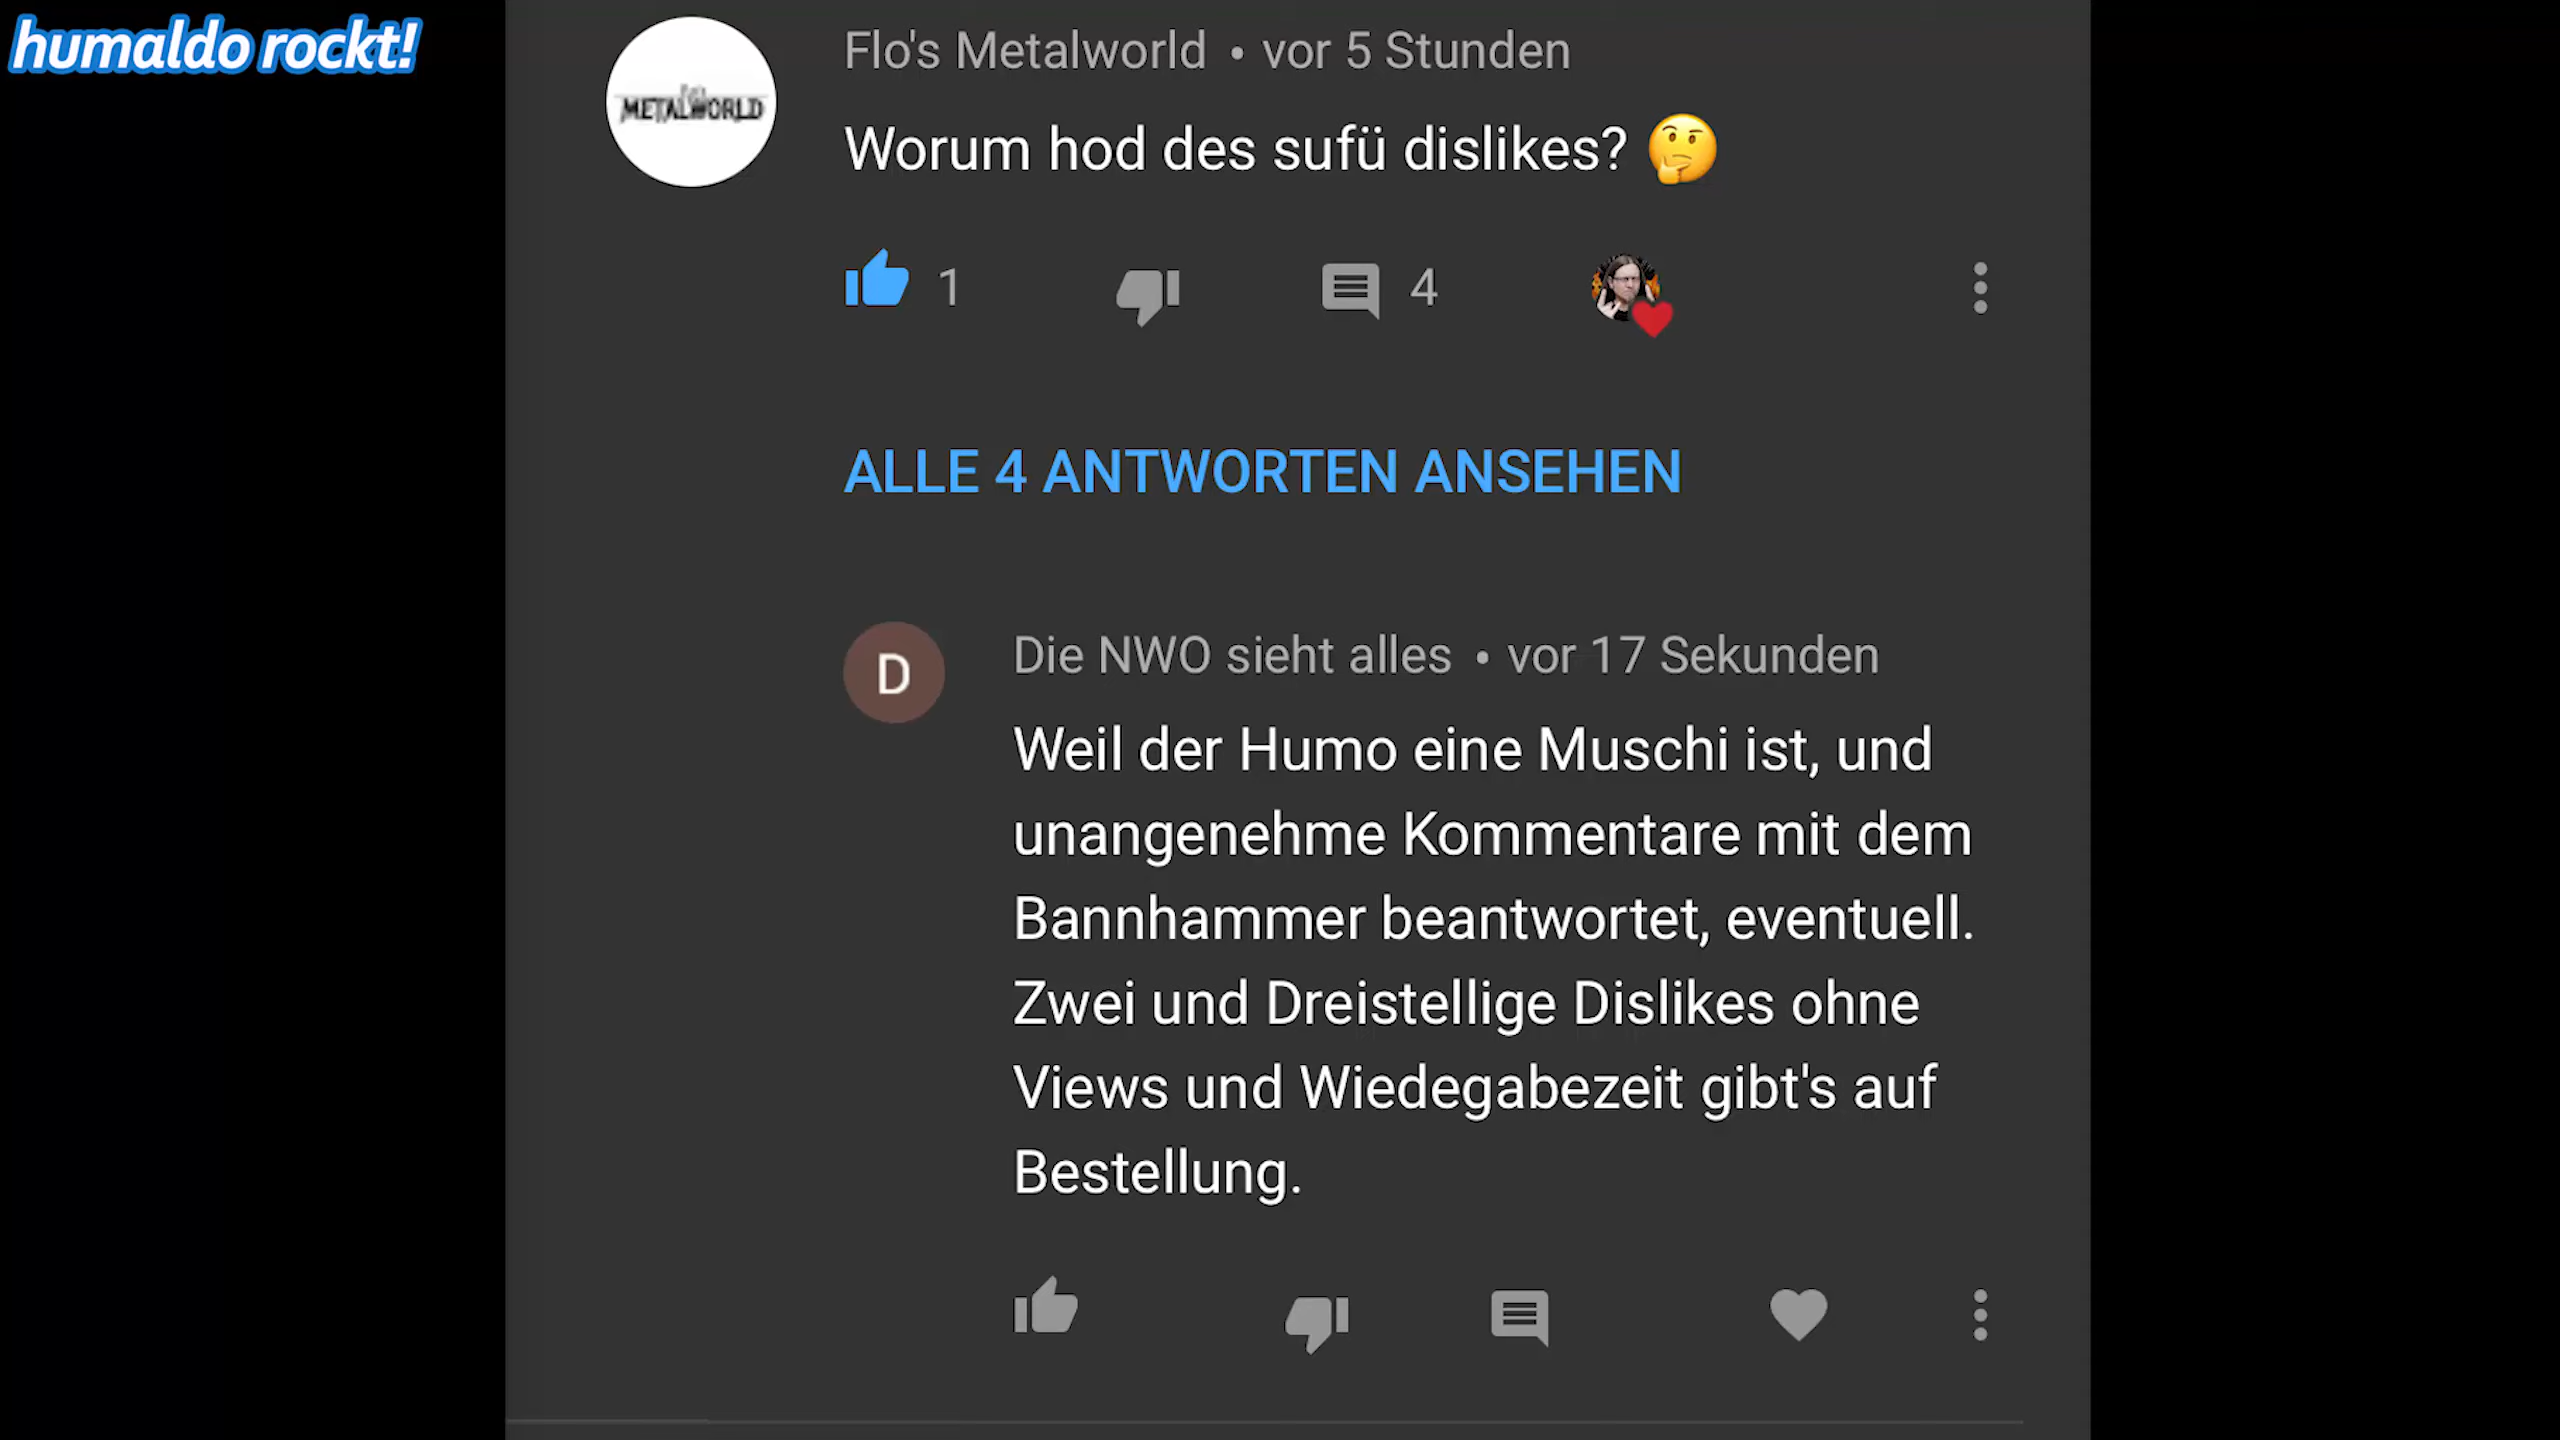 humaldo rockt!
Flo's Metalworld • vor 5 Stunden
METALWORLD
Worum hod des sufü dislikes? 🤔
1
4
ALLE 4 ANTWORTEN ANSEHEN
D
Die NWO sieht alles • vor 17 Sekunden
Weil der Humo eine Muschi ist, und
unangenehme Kommentare mit dem
Bannhammer beantwortet, eventuell.
Zwei und Dreistellige Dislikes ohne
Views und Wiedegabezeit gibt's auf
Bestellung.